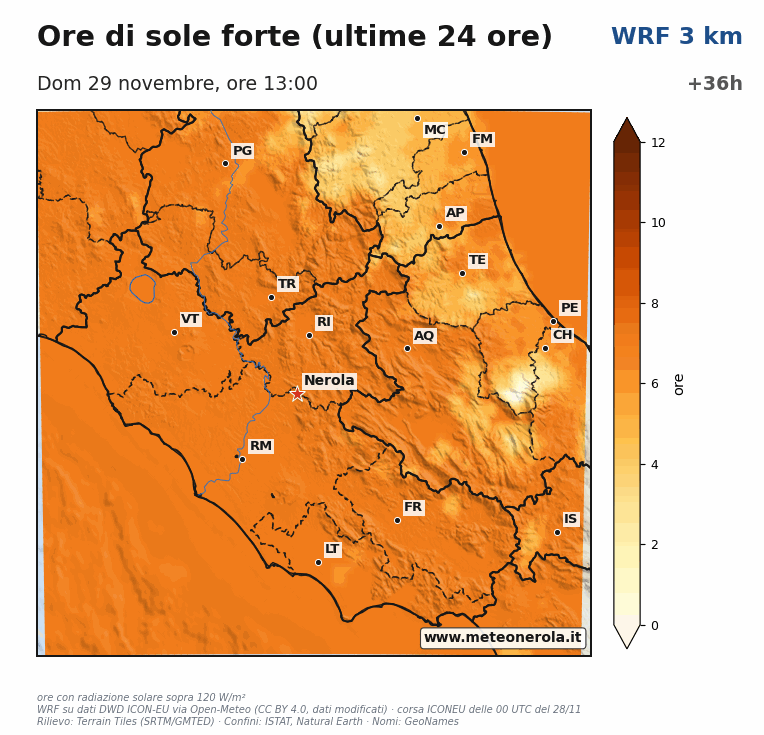 Ore di sole forte (ultime 24 ore)
WRF 3 km
Dom 29 novembre, ore 13:00
+36h
MC
FM
PG
AP
TE
TR
PE
VT
RI
AQ
CH
Nerola
RM
FR
IS
LT
www.meteonerola.it
12
10
8
6
4
2
0
ore
ore con radiazione solare sopra 120 W/m²
WRF su dati DWD ICON-EU via Open-Meteo (CC BY 4.0, dati modificati) · corsa ICONEU delle 00 UTC del 28/11
Rilievo: Terrain Tiles (SRTM/GMTED) · Confini: ISTAT, Natural Earth · Nomi: GeoNames